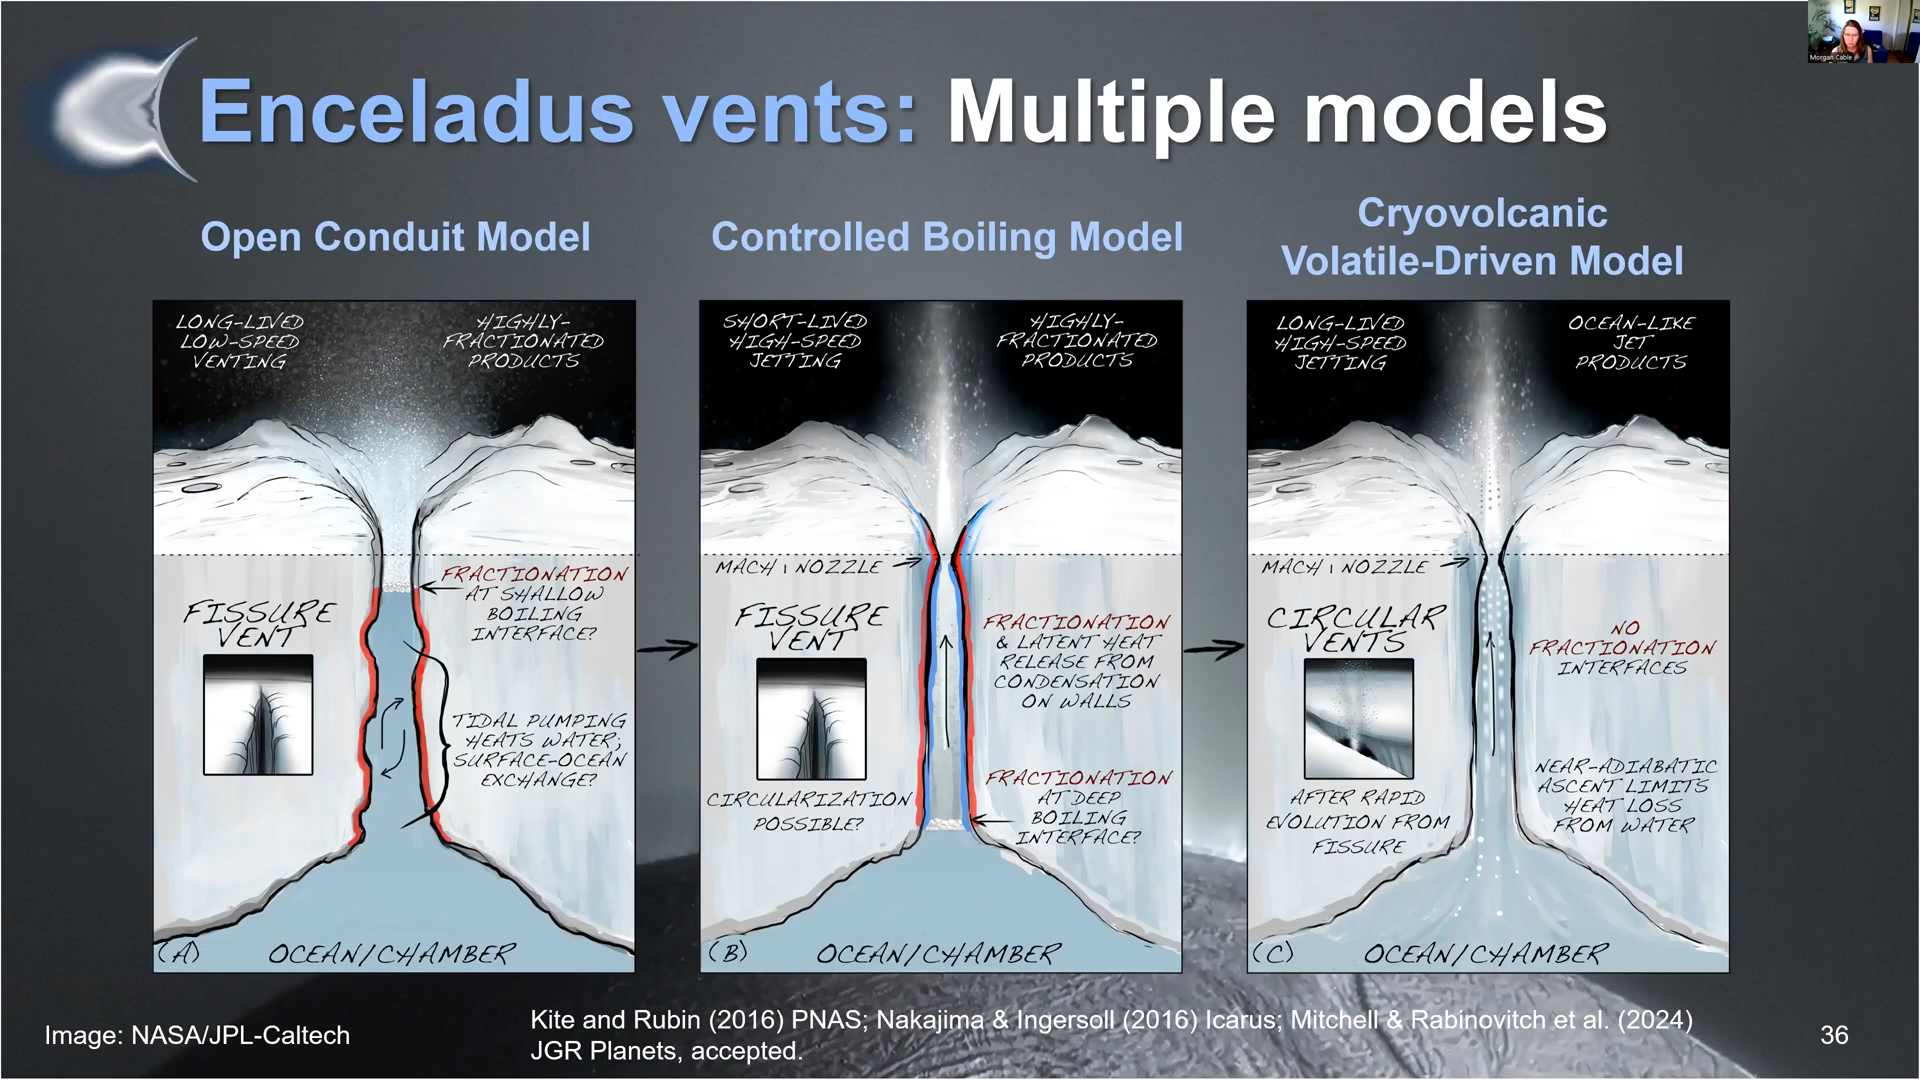 Morgan Cable
Enceladus vents: Multiple models
Open Conduit Model
LONG-LIVED
LOW-SPEED
VENTING
HIGHLY-
FRACTIONATED
PRODUCTS
FRACTIONATION
AT SHALLOW
BOILING
INTERFACE?
FISSURE
VENT
TIDAL PUMPING
HEATS WATER;
SURFACE-OCEAN
EXCHANGE?
(A)
OCEAN/CHAMBER
Controlled Boiling Model
SHORT-LIVED
HIGH-SPEED
JETTING
HIGHLY-
FRACTIONATED
PRODUCTS
MACH 1 NOZZLE
FISSURE
VENT
FRACTIONATION
& LATENT HEAT
RELEASE FROM
CONDENSATION
ON WALLS
CIRCULARIZATION
POSSIBLE?
FRACTIONATION
AT DEEP
BOILING
INTERFACE?
(B)
OCEAN/CHAMBER
Cryovolcanic
Volatile-Driven Model
LONG-LIVED
HIGH-SPEED
JETTING
OCEAN-LIKE
JET
PRODUCTS
MACH 1 NOZZLE
CIRCULAR
VENTS
NO
FRACTIONATION
INTERFACES
AFTER RAPID
EVOLUTION FROM
FISSURE
NEAR-ADIABATIC
ASCENT LIMITS
HEAT LOSS
FROM WATER
(C)
OCEAN/CHAMBER
Image: NASA/JPL-Caltech
Kite and Rubin (2016) PNAS; Nakajima & Ingersoll (2016) Icarus; Mitchell & Rabinovitch et al. (2024)
JGR Planets, accepted.
36